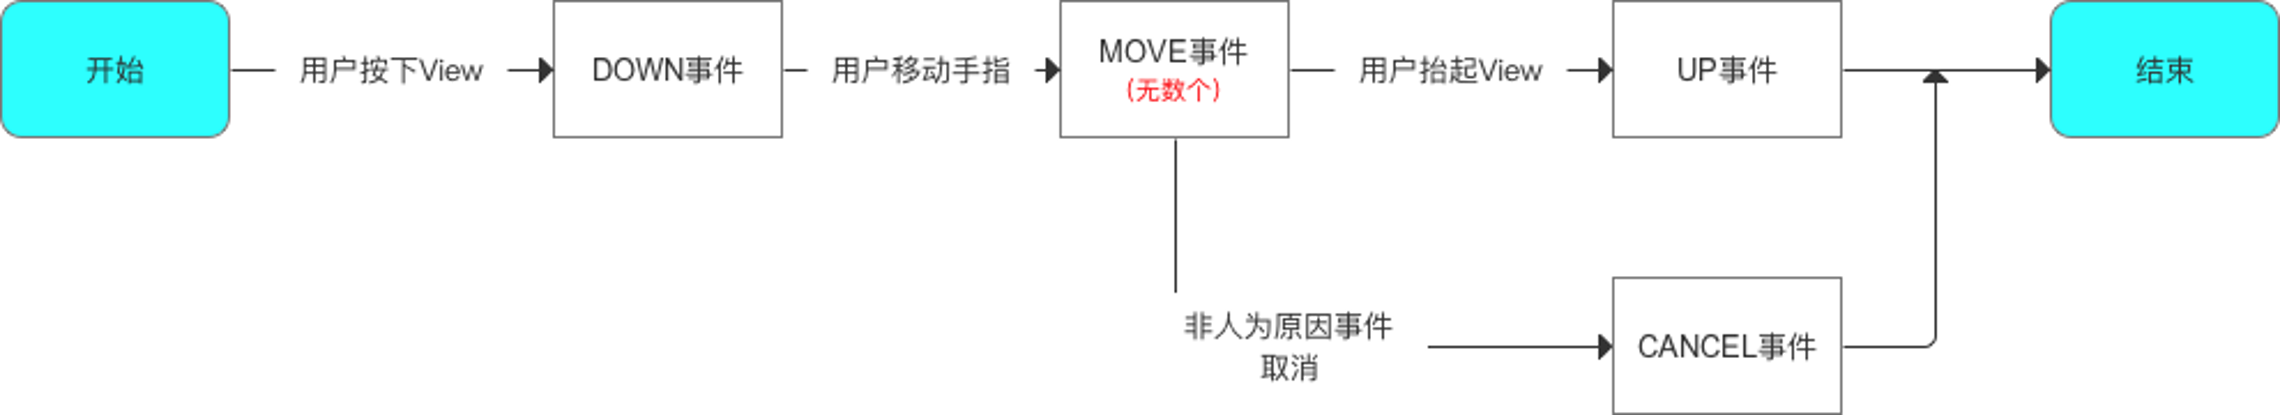 开始
用户按下View
DOWN事件
用户移动手指
MOVE事件
(无数个)
用户抬起View
UP事件
结束
非人为原因事件
取消
CANCEL事件